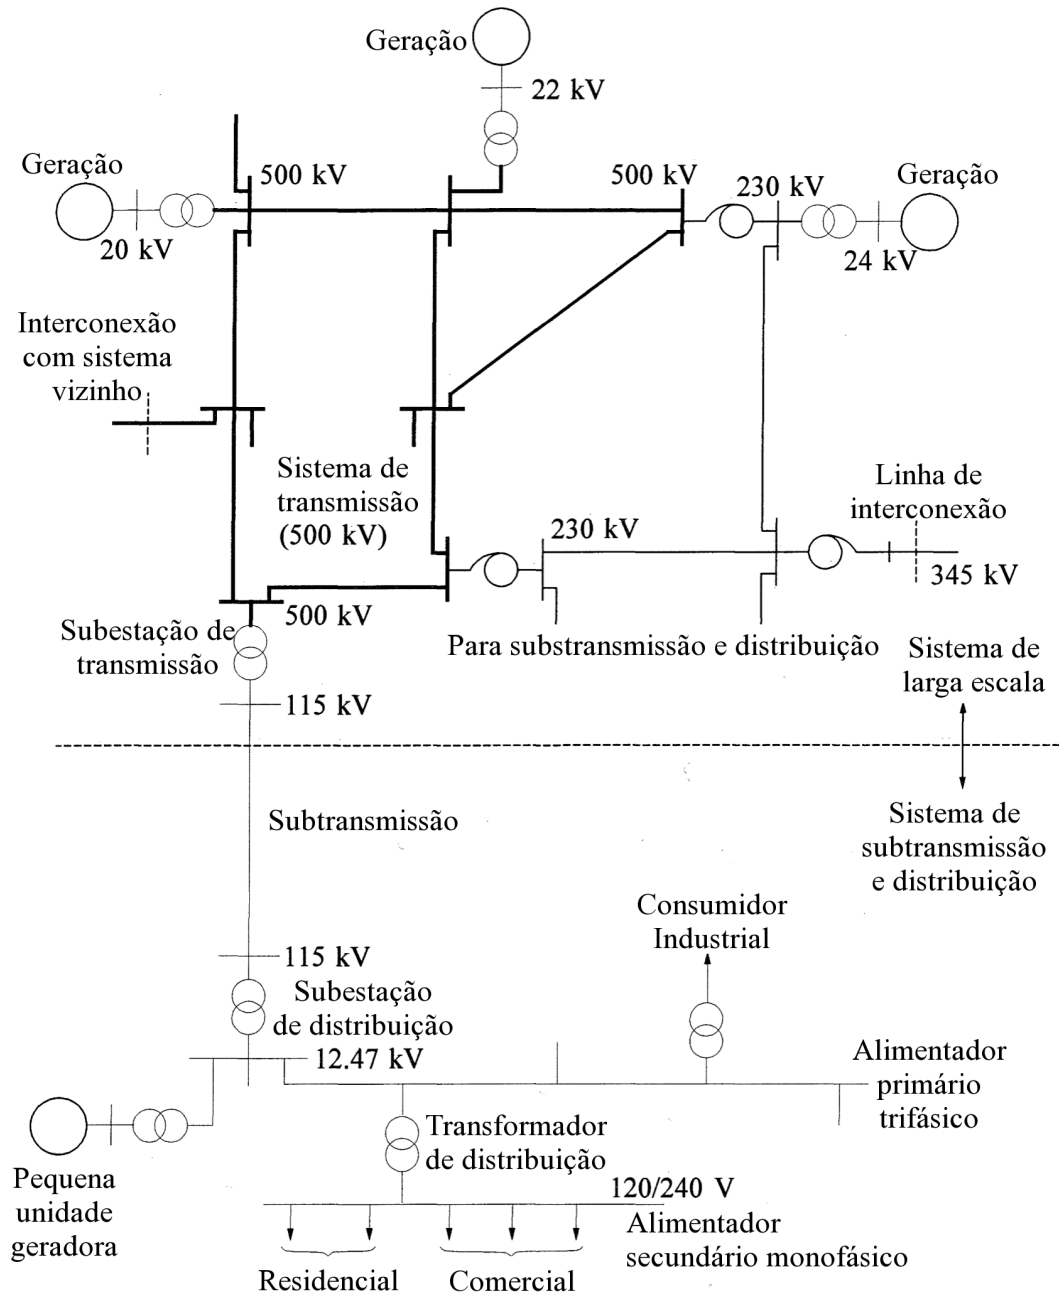 Geração
22 kV
Geração
500 kV
500 kV
230 kV
Geração
20 kV
24 kV
Interconexão
com sistema
vizinho
Sistema de
transmissão
(500 kV)
Linha de
interconexão
230 kV
345 kV
500 kV
Subestação de
transmissão
Para substransmissão e distribuição
Sistema de
larga escala
115 kV
Subtransmissão
Sistema de
subtransmissão
e distribuição
Consumidor
Industrial
115 kV
Subestação
de distribuição
12.47 kV
Alimentador
primário
trifásico
Transformador
de distribuição
Pequena
unidade
geradora
120/240 V
Alimentador
secundário monofásico
Residencial
Comercial